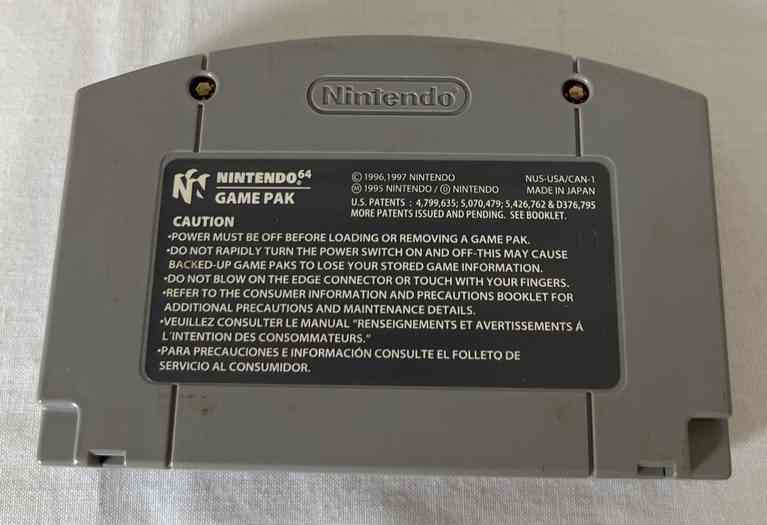 Nintendo
NINTENDO 64
GAME PAK
© 1996,1997 NINTENDO
Ⓜ 1995 NINTENDO / Ⓓ NINTENDO
NUS-USA/CAN-1
MADE IN JAPAN
U.S. PATENTS : 4,799,635; 5,070,479; 5,426,762 & D376,795
MORE PATENTS ISSUED AND PENDING. SEE BOOKLET.
CAUTION
•POWER MUST BE OFF BEFORE LOADING OR REMOVING A GAME PAK.
•DO NOT RAPIDLY TURN THE POWER SWITCH ON AND OFF-THIS MAY CAUSE
BACKED-UP GAME PAKS TO LOSE YOUR STORED GAME INFORMATION.
•DO NOT BLOW ON THE EDGE CONNECTOR OR TOUCH WITH YOUR FINGERS.
•REFER TO THE CONSUMER INFORMATION AND PRECAUTIONS BOOKLET FOR
ADDITIONAL PRECAUTIONS AND MAINTENANCE DETAILS.
•VEUILLEZ CONSULTER LE MANUAL "RENSEIGNEMENTS ET AVERTISSEMENTS Á
L'INTENTION DES CONSOMMATEURS."
•PARA PRECAUCIONES E INFORMACIÓN CONSULTE EL FOLLETO DE
SERVICIO AL CONSUMIDOR.